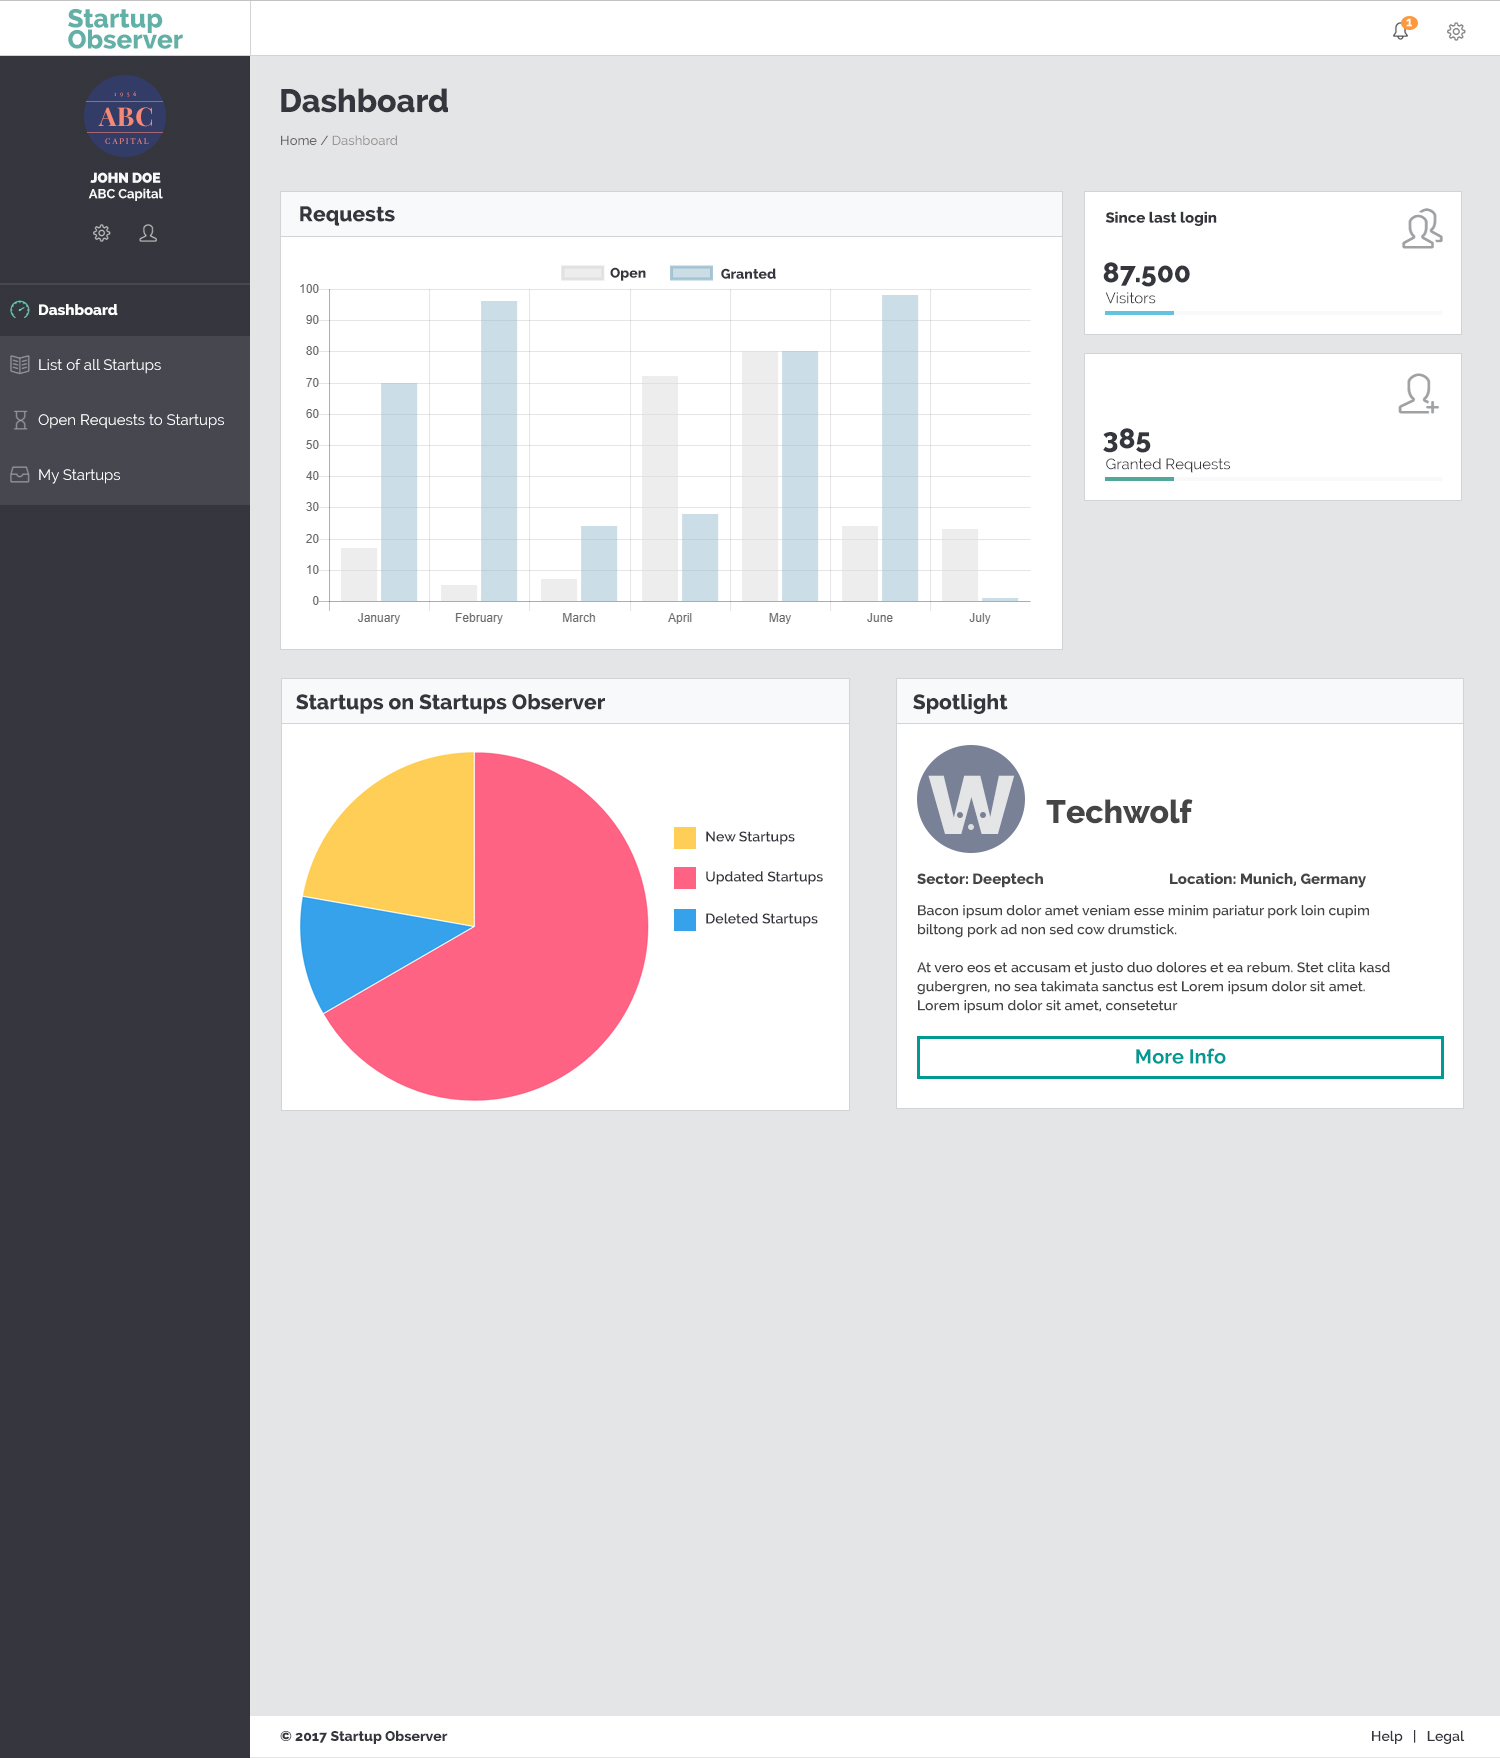 Startup
Observer
1
1956
ABC
CAPITAL
JOHN DOE
ABC Capital
Dashboard
List of all Startups
Open Requests to Startups
My Startups
Dashboard
Home / Dashboard
Requests
Open Granted
100
90
80
70
60
50
40
30
20
10
0
January February March April May June July
Since last login
87.500
Visitors
385
Granted Requests
Startups on Startups Observer
New Startups
Updated Startups
Deleted Startups
Spotlight
W
Techwolf
Sector: Deeptech Location: Munich, Germany
Bacon ipsum dolor amet veniam esse minim pariatur pork loin cupim
biltong pork ad non sed cow drumstick.
At vero eos et accusam et justo duo dolores et ea rebum. Stet clita kasd
gubergren, no sea takimata sanctus est Lorem ipsum dolor sit amet.
Lorem ipsum dolor sit amet, consetetur
More Info
© 2017 Startup Observer
Help | Legal